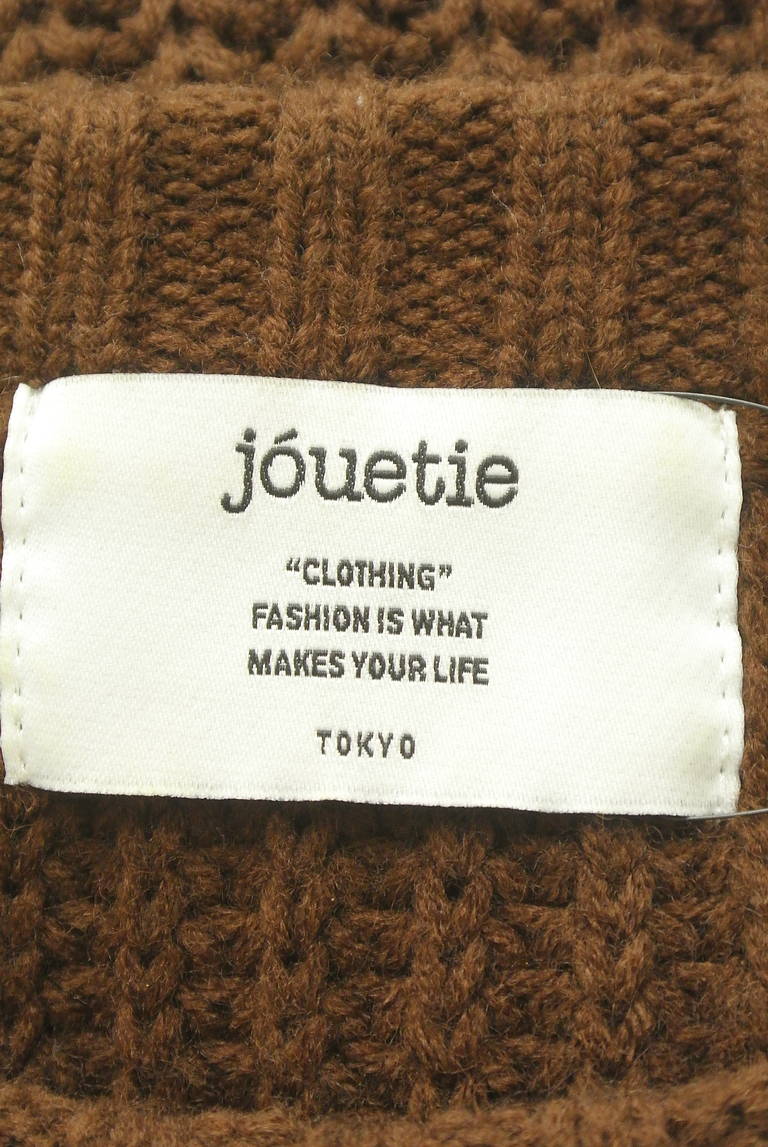 jóuetie
“CLOTHING”
FASHION IS WHAT
MAKES YOUR LIFE
TOKYO